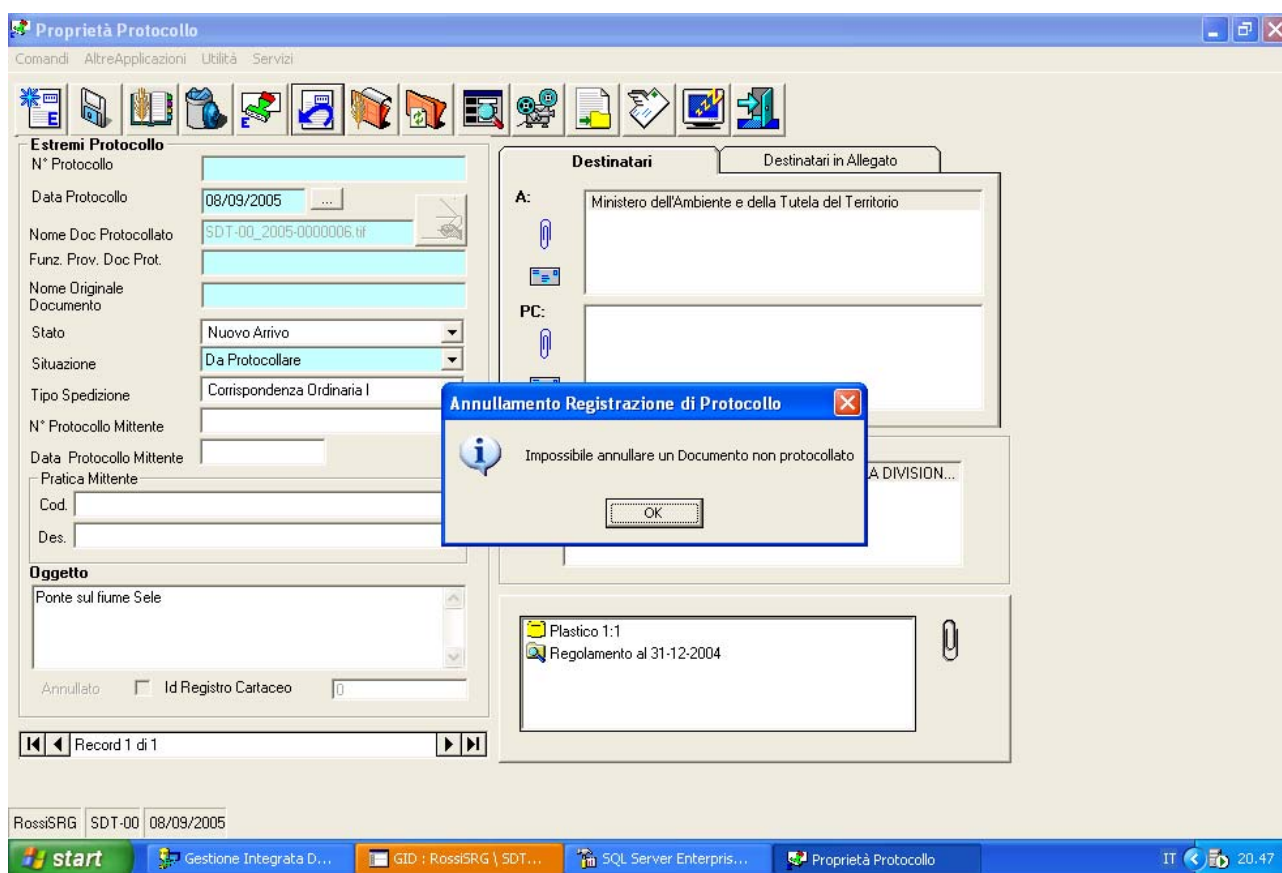 Proprietà Protocollo
Comandi AltreApplicazioni Utilità Servizi
E
E
Estremi Protocollo
N° Protocollo
Data Protocollo 08/09/2005 ...
Nome Doc Protocollato SDT-00_2005-0000006.tif
Funz. Prov. Doc Prot.
Nome Originale
Documento
Stato Nuovo Arrivo
Situazione Da Protocollare
Tipo Spedizione Corrispondenza Ordinaria I
N° Protocollo Mittente
Data Protocollo Mittente
Pratica Mittente
Cod.
Des.
Oggetto
Ponte sul fiume Sele
Annullato Id Registro Cartaceo 0
Record 1 di 1
Destinatari Destinatari in Allegato
A: Ministero dell'Ambiente e della Tutela del Territorio
PC:
Annullamento Registrazione di Protocollo
Impossibile annullare un Documento non protocollato
OK
A DIVISION...
Plastico 1:1
Regolamento al 31-12-2004
RossiSRG SDT-00 08/09/2005
start Gestione Integrata D... GID : RossiSRG \ SDT... SQL Server Enterpris... Proprietà Protocollo IT 20.47